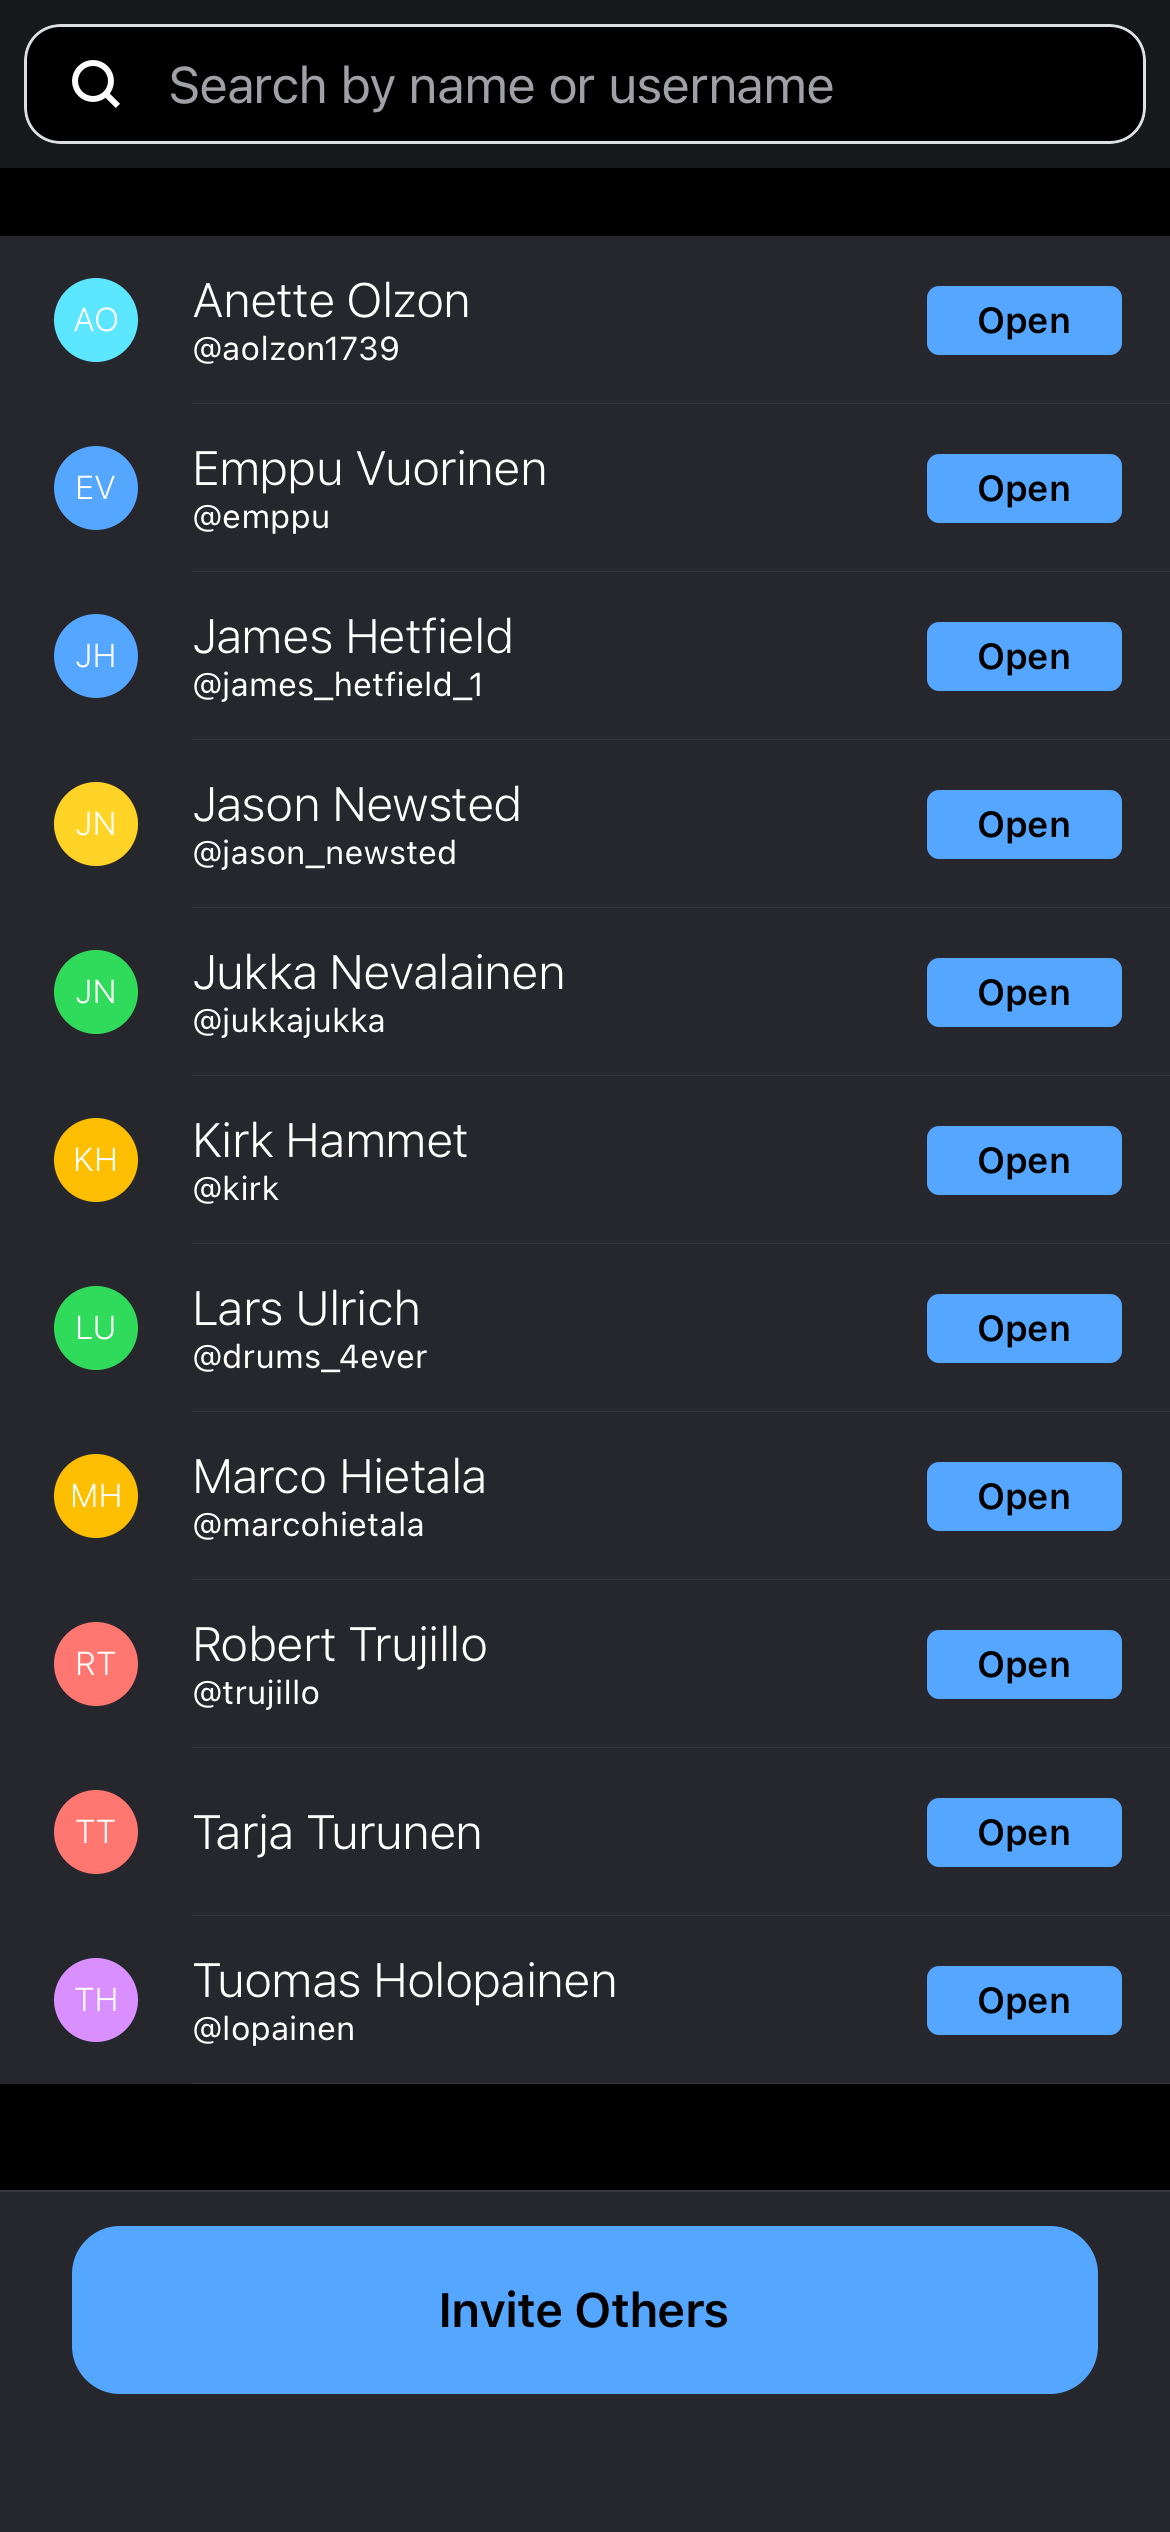 Search by name or username
AO
Anette Olzon
@aolzon1739
Open
EV
Emppu Vuorinen
@emppu
Open
JH
James Hetfield
@james_hetfield_1
Open
JN
Jason Newsted
@jason_newsted
Open
JN
Jukka Nevalainen
@jukkajukka
Open
KH
Kirk Hammet
@kirk
Open
LU
Lars Ulrich
@drums_4ever
Open
MH
Marco Hietala
@marcohietala
Open
RT
Robert Trujillo
@trujillo
Open
TT
Tarja Turunen
Open
TH
Tuomas Holopainen
@lopainen
Open
Invite Others